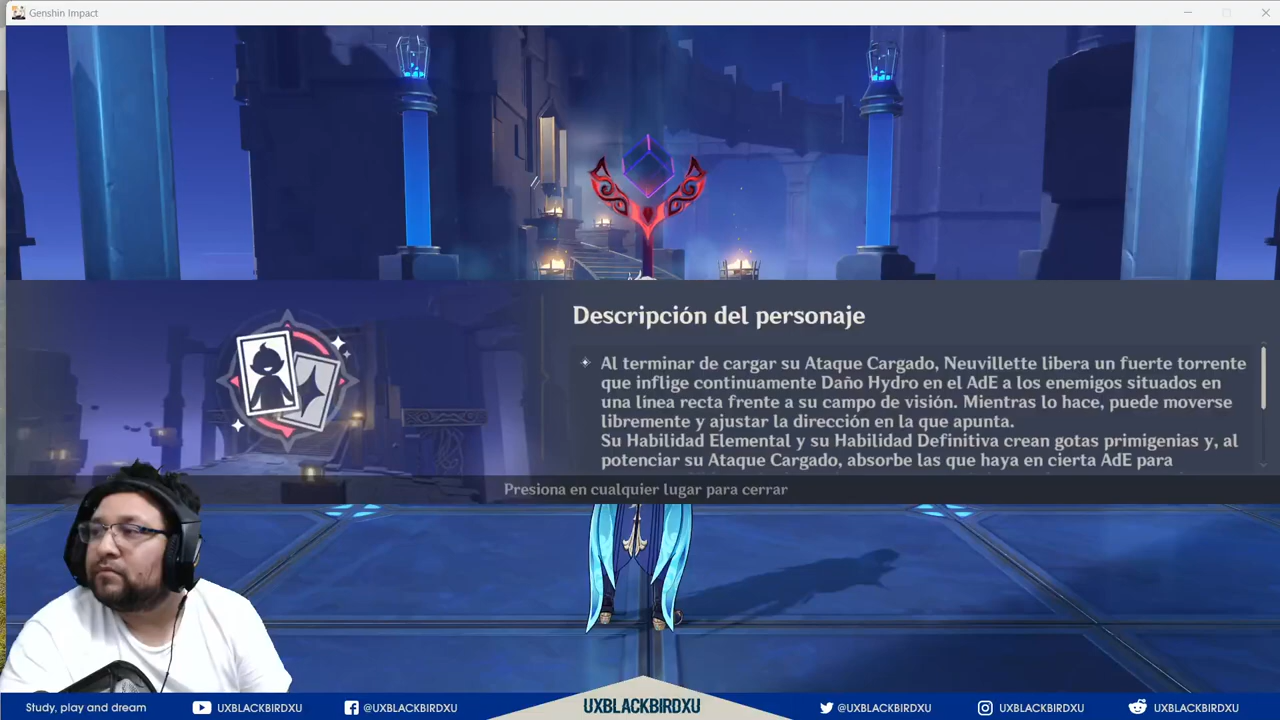 Genshin Impact
Descripción del personaje
Al terminar de cargar su Ataque Cargado, Neuvillette libera un fuerte torrente
que inflige continuamente Daño Hydro en el AdE a los enemigos situados en
una línea recta frente a su campo de visión. Mientras lo hace, puede moverse
libremente y ajustar la dirección en la que apunta.
Su Habilidad Elemental y su Habilidad Definitiva crean gotas primigenias y, al
potenciar su Ataque Cargado, absorbe las que haya en cierta AdE para
Presiona en cualquier lugar para cerrar
Study, play and dream
UXBLACKBIRDXU
@UXBLACKBIRDXU
UXBLACKBIRDXU
@UXBLACKBIRDXU
UXBLACKBIRDXU
UXBLACKBIRDXU